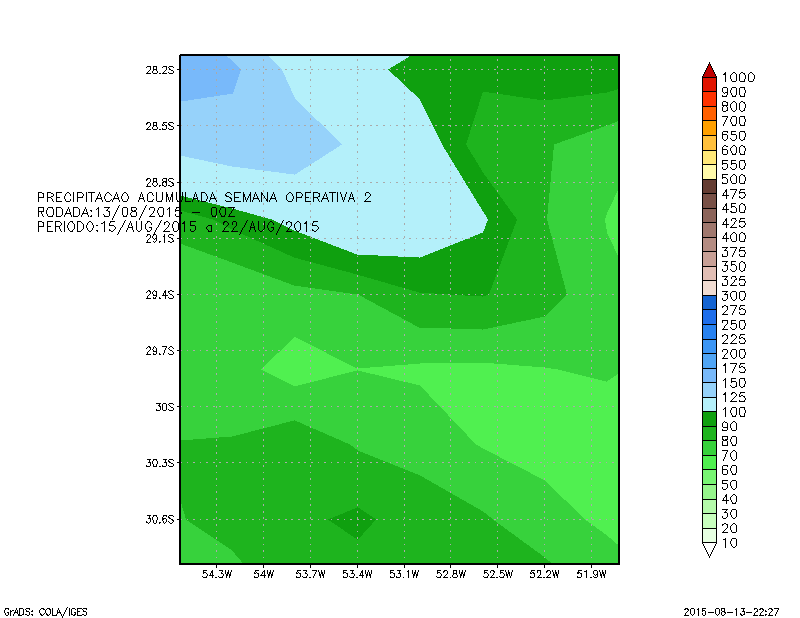 28.2S
28.5S
28.8S
PRECIPITACAO ACUMULADA SEMANA OPERATIVA 2
RODADA:13/08/2015 - 00Z
PERIODO:15/AUG/2015 a 22/AUG/2015
29.1S
29.4S
29.7S
30S
30.3S
30.6S
54.3W 54W 53.7W 53.4W 53.1W 52.8W 52.5W 52.2W 51.9W
1000
900
800
700
650
600
550
500
475
450
425
400
375
350
325
300
275
250
225
200
175
150
125
100
90
80
70
60
50
40
30
20
10
GrADS: COLA/IGES
2015-08-13-22:27